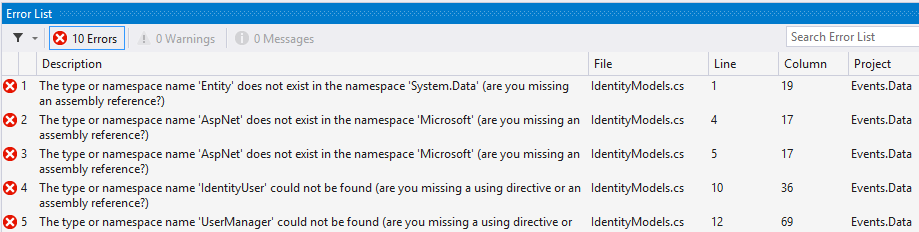 Error List
10 Errors 0 Warnings 0 Messages Search Error List
Description File Line Column Project
1 The type or namespace name 'Entity' does not exist in the namespace 'System.Data' (are you missing IdentityModels.cs 1 19 Events.Data
an assembly reference?)
2 The type or namespace name 'AspNet' does not exist in the namespace 'Microsoft' (are you missing an IdentityModels.cs 4 17 Events.Data
assembly reference?)
3 The type or namespace name 'AspNet' does not exist in the namespace 'Microsoft' (are you missing an IdentityModels.cs 5 17 Events.Data
assembly reference?)
4 The type or namespace name 'IdentityUser' could not be found (are you missing a using directive or an IdentityModels.cs 10 36 Events.Data
assembly reference?)
5 The type or namespace name 'UserManager' could not be found (are you missing a using directive or IdentityModels.cs 12 69 Events.Data